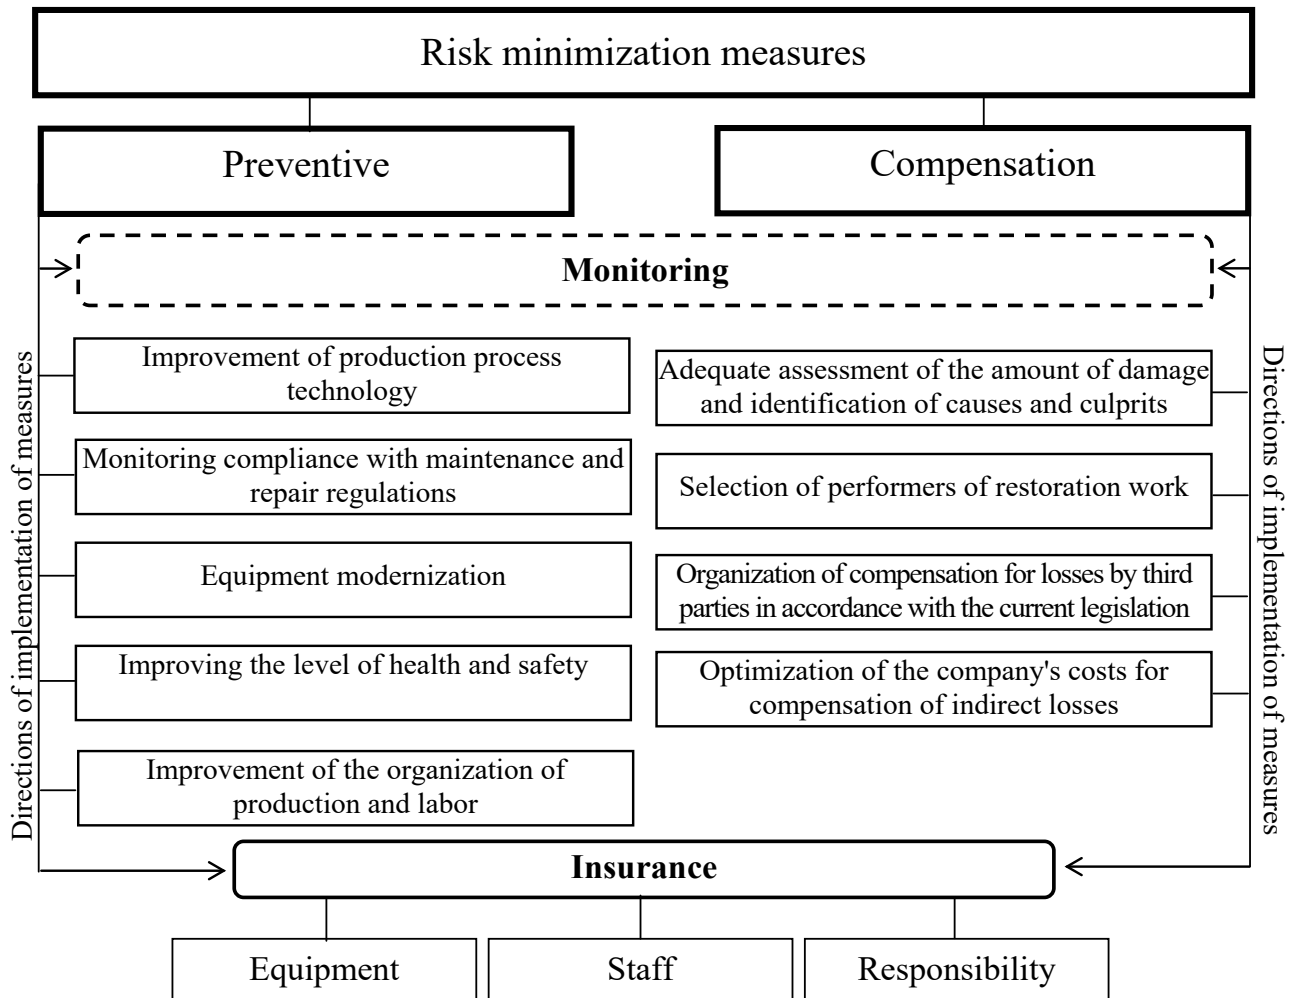 Risk minimization measures
Preventive
Compensation
Monitoring
Directions of implementation of measures
Improvement of production process
technology
Monitoring compliance with maintenance and
repair regulations
Equipment modernization
Improving the level of health and safety
Improvement of the organization of
production and labor
Adequate assessment of the amount of damage
and identification of causes and culprits
Selection of performers of restoration work
Organization of compensation for losses by third
parties in accordance with the current legislation
Optimization of the company's costs for
compensation of indirect losses
Directions of implementation of measures
Insurance
Equipment
Staff
Responsibility